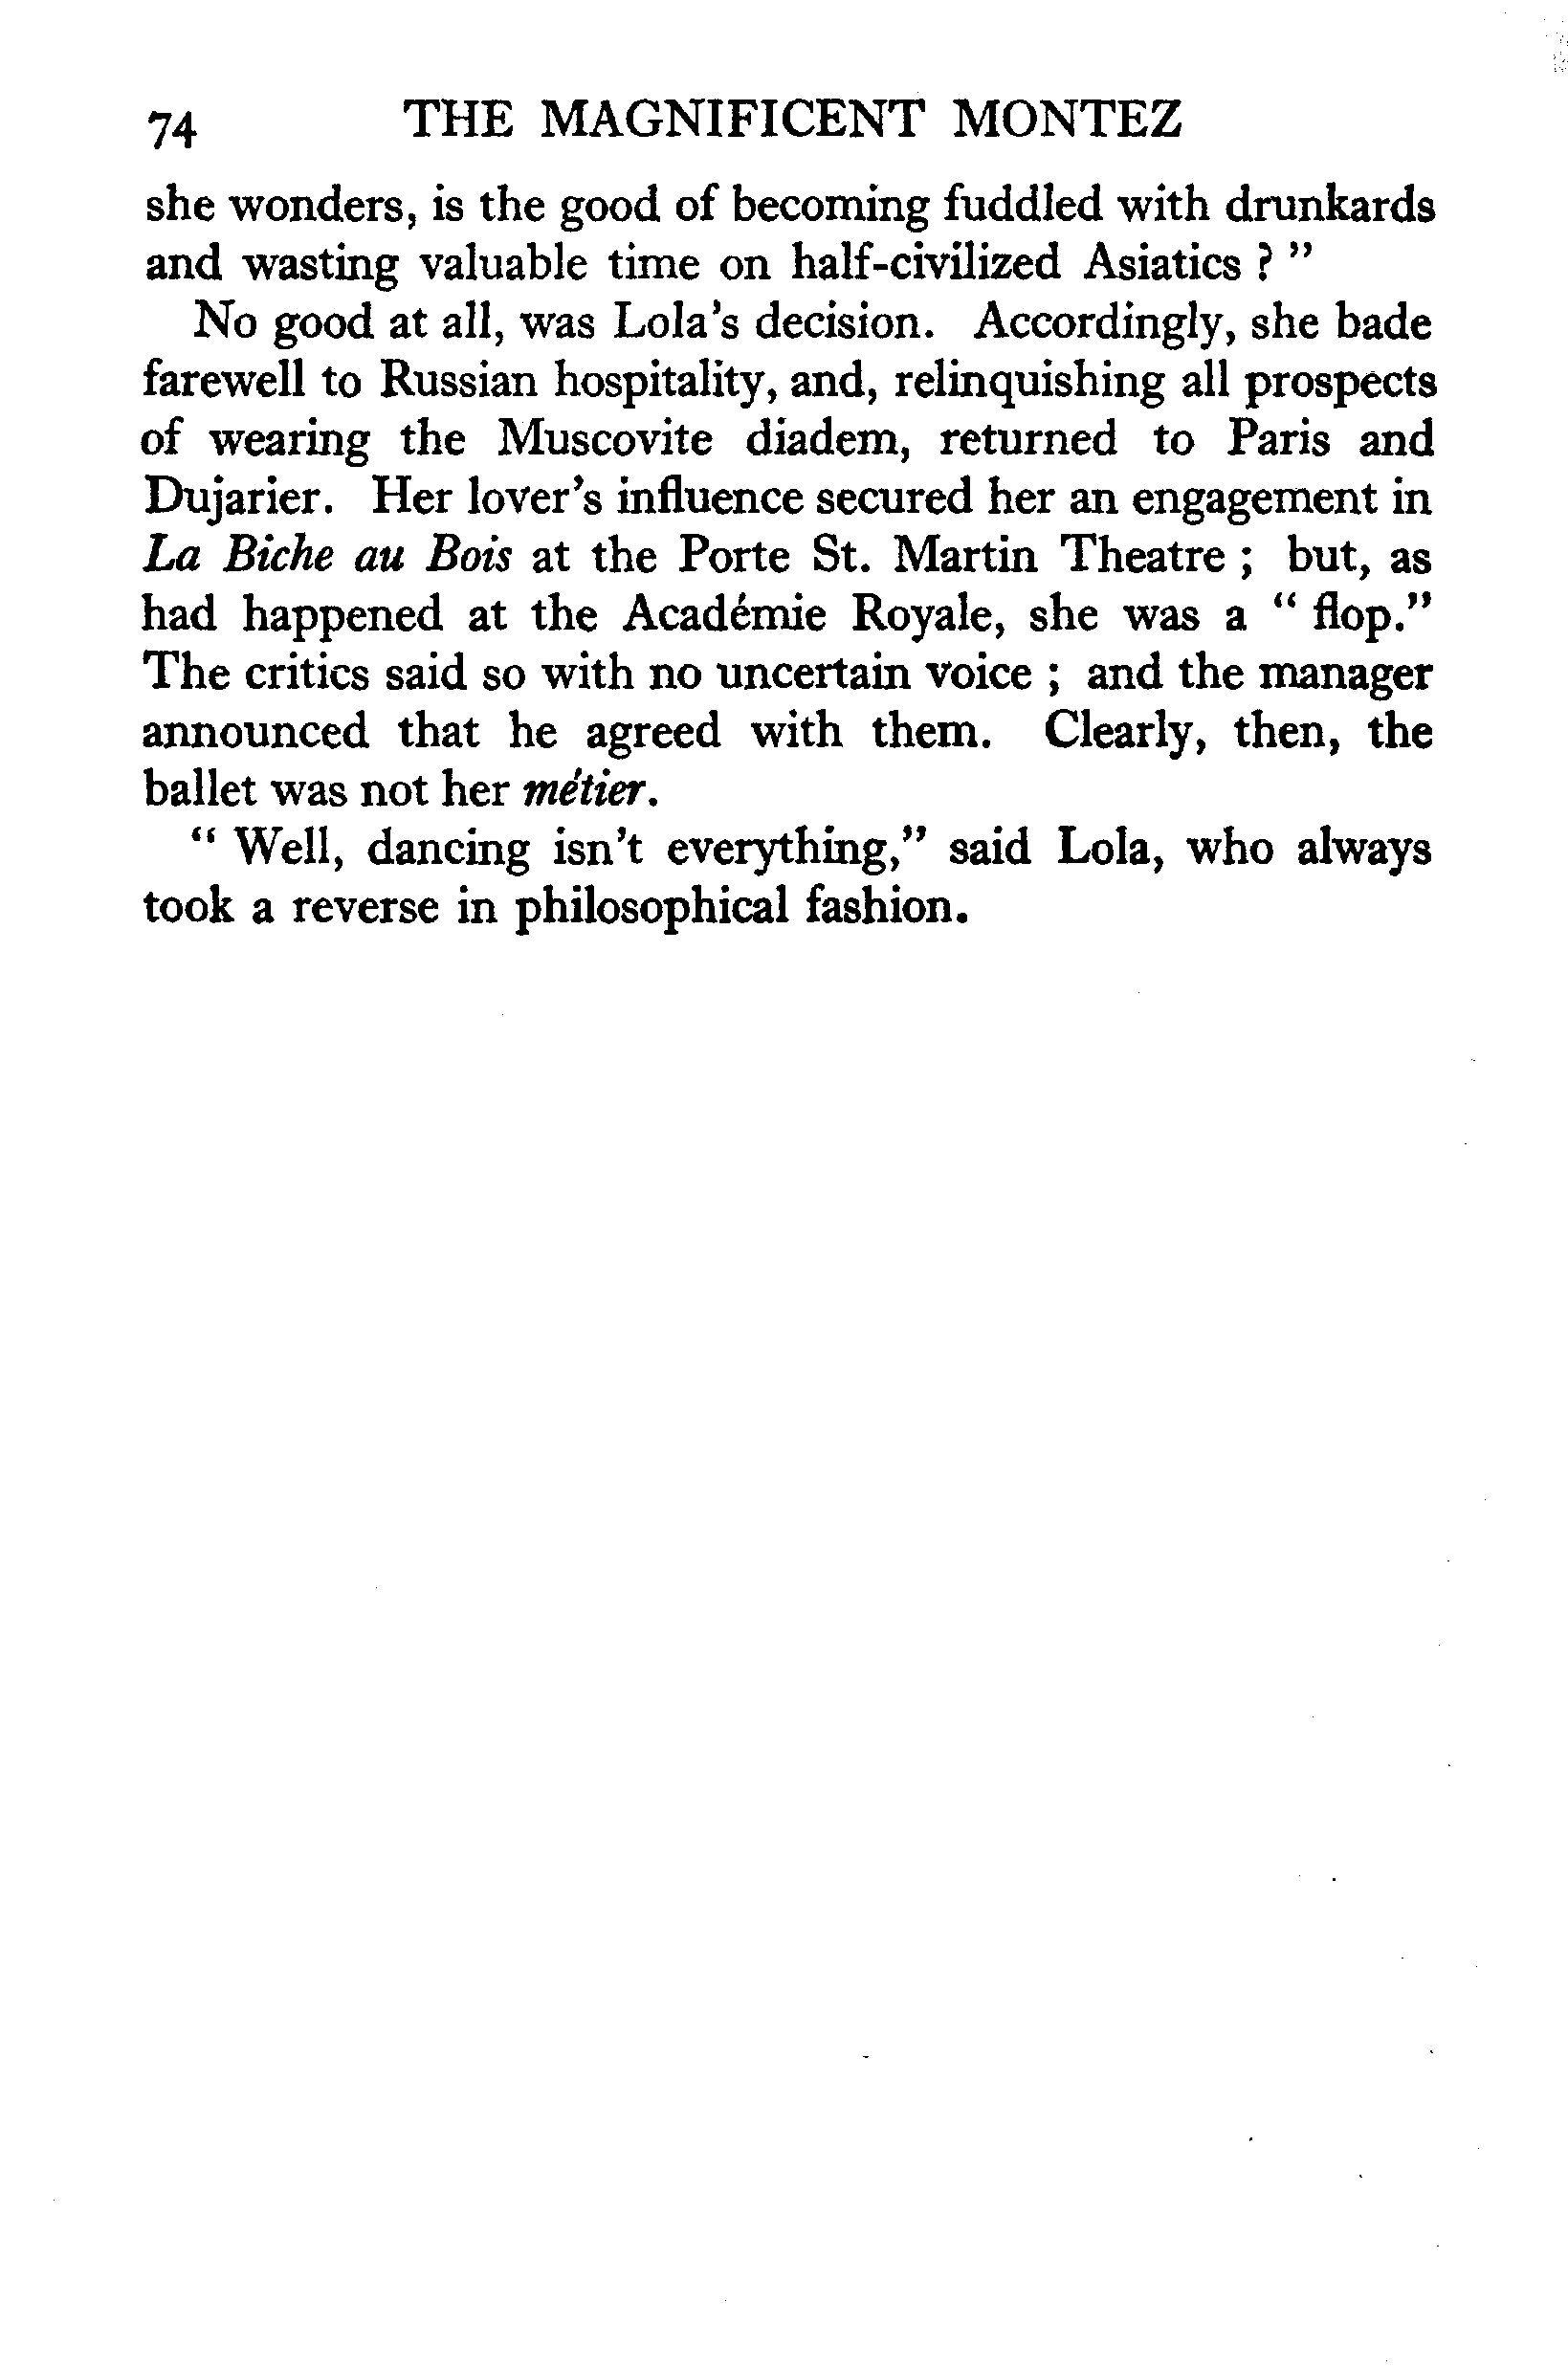 74 THE MAGNIFICENT MONTEZ
she wonders, is the good of becoming fuddled with drunkards
and wasting valuable time on half-civilized Asiatics ? ”
No good at all, was Lola’s decision. Accordingly, she bade
farewell to Russian hospitality, and, relinquishing all prospects
of wearing the Muscovite diadem, returned to Paris and
Dujarier. Her lover’s influence secured her an engagement in
La Biche au Bois at the Porte St. Martin Theatre ; but, as
had happened at the Académie Royale, she was a “ flop.”
The critics said so with no uncertain voice ; and the manager
announced that he agreed with them. Clearly, then, the
ballet was not her métier.
“ Well, dancing isn’t everything,” said Lola, who always
took a reverse in philosophical fashion.